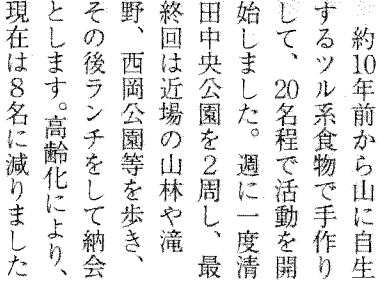 約10年前から山に自生
するツル系食物で手作り
して、20名程で活動を開
始しました。週に一度清
田中央公園を2周し、最
終回は近場の山林や滝
野、西岡公園等を歩き、
その後ランチをして納会
とします。高齢化により、
現在は8名に減りました